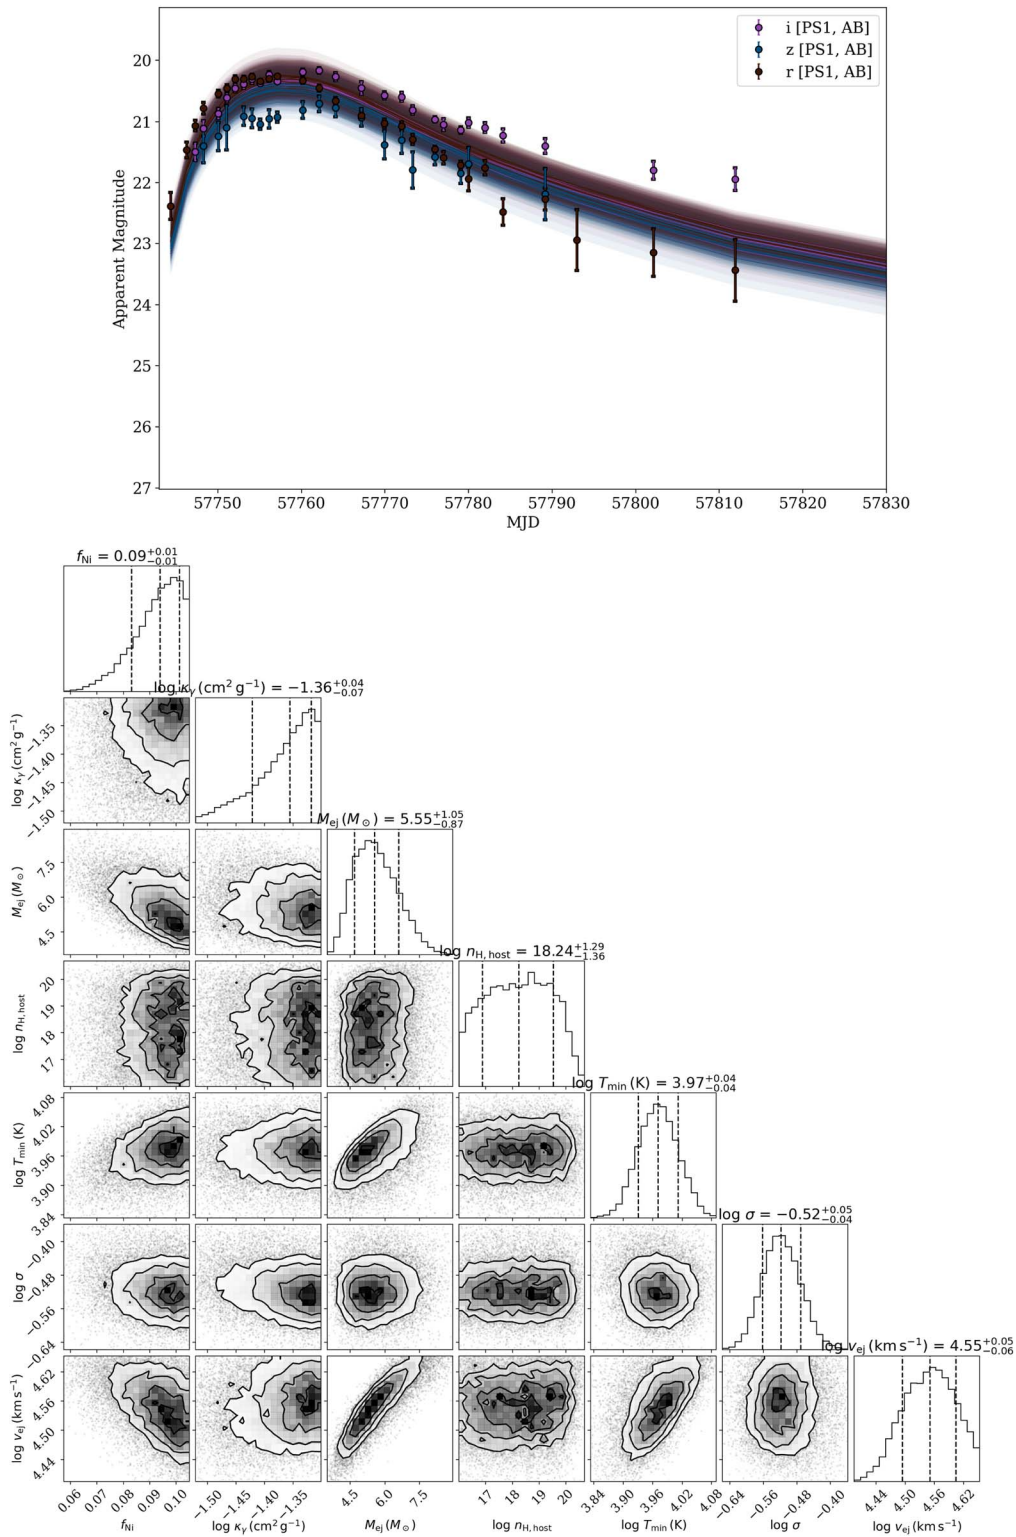 i [PS1, AB]
z [PS1, AB]
r [PS1, AB]
20
21
22
23
24
25
26
27
Apparent Magnitude
57750 57760 57770 57780 57790 57800 57810 57820 57830
MJD
f_Ni = 0.09^{+0.01}_{-0.01}
log κ_γ (cm² g⁻¹) = −1.36^{+0.04}_{-0.07}
−1.35
−1.40
−1.45
−1.50
log κ_γ (cm² g⁻¹)
M_ej (M_⊙) = 5.55^{+1.05}_{-0.87}
7.5
6.0
4.5
M_ej (M_⊙)
log n_H,host = 18.24^{+1.29}_{-1.36}
20
19
18
17
log n_H,host
log T_min (K) = 3.97^{+0.04}_{-0.04}
4.08
4.02
3.96
3.90
3.84
log T_min (K)
log σ = −0.52^{+0.05}_{-0.04}
−0.40
−0.48
−0.56
−0.64
log σ
log v_ej (km s⁻¹) = 4.55^{+0.05}_{-0.06}
4.62
4.56
4.50
4.44
log v_ej (km s⁻¹)
0.06 0.07 0.08 0.09 0.10 −1.50 −1.45 −1.40 −1.35 4.5 6.0 7.5 17 18 19 20 3.84 3.90 3.96 4.02 4.08 −0.64 −0.56 −0.48 −0.40 4.44 4.50 4.56 4.62
f_Ni log κ_γ (cm² g⁻¹) M_ej (M_⊙) log n_H,host log T_min (K) log σ log v_ej (km s⁻¹)